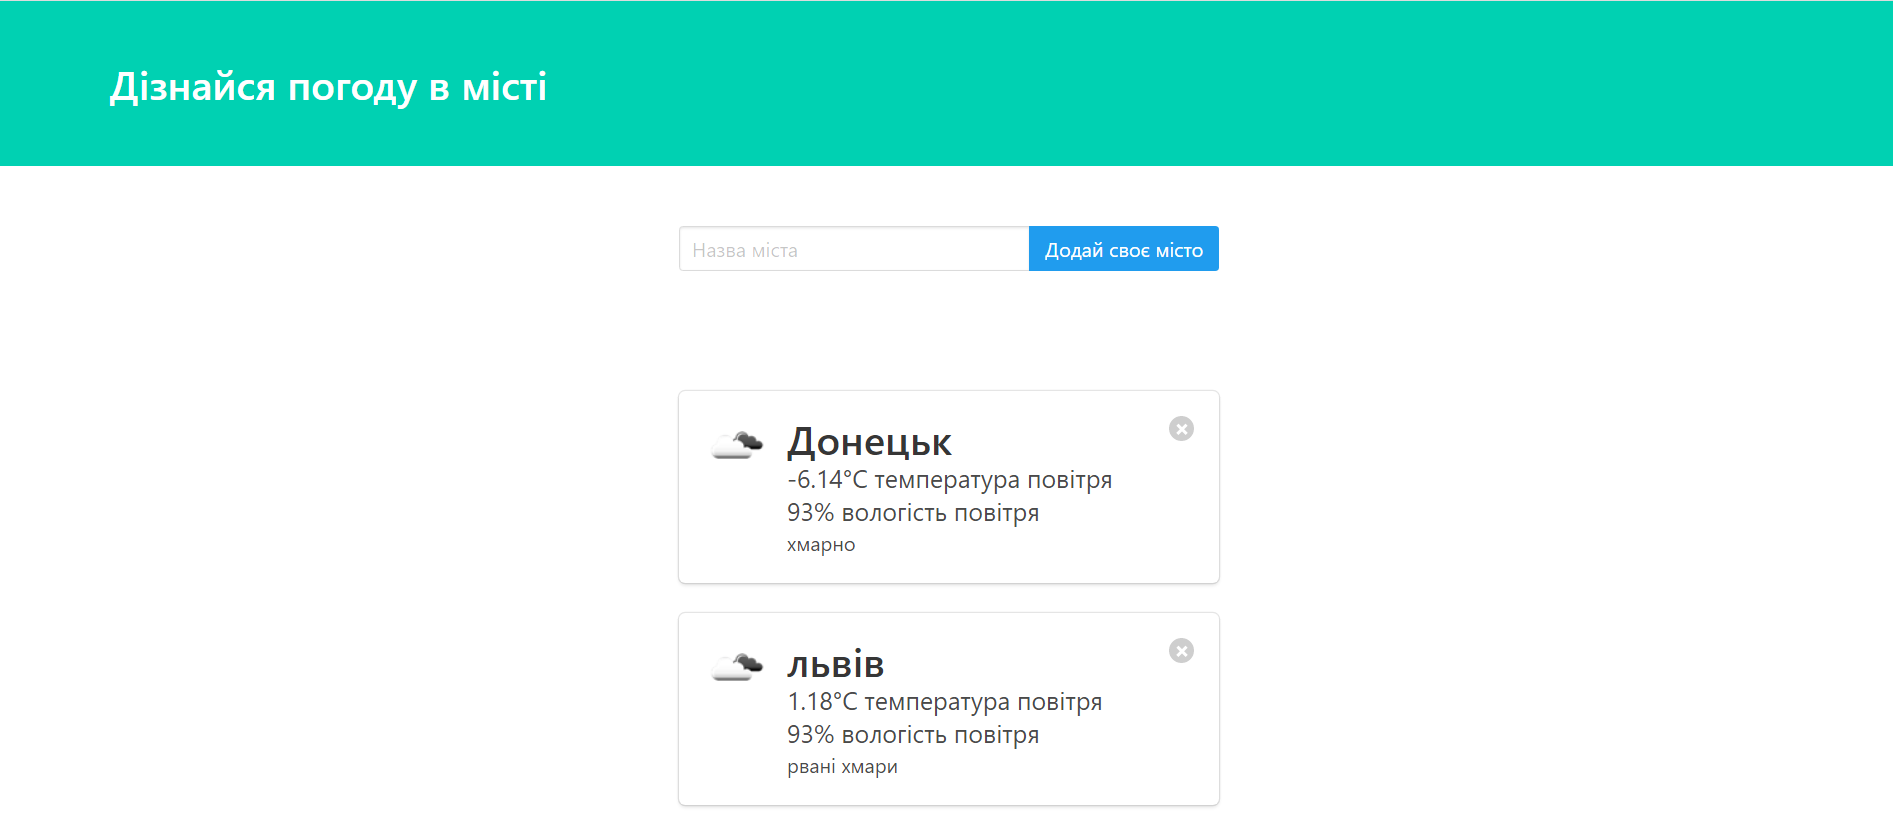 Дізнайся погоду в місті
Назва міста
Додай своє місто
Донецьк
-6.14°C температура повітря
93% вологість повітря
хмарно
львів
1.18°C температура повітря
93% вологість повітря
рвані хмари